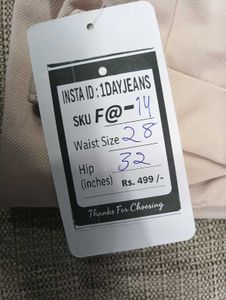 INSTA ID : 1DAYJEANS
SKU F@-14
Waist Size 28
Hip 32
(inches) Rs. 499 /-
Thanks For Choosing